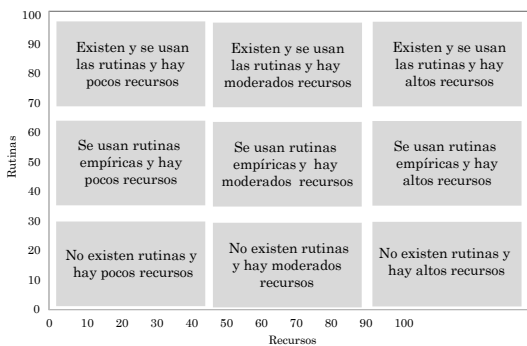 100
90
80
70
60
50
40
30
20
10
0
Rutinas
Existen y se usan
las rutinas y hay
pocos recursos
Existen y se usan
las rutinas y hay
moderados recursos
Existen y se usan
las rutinas y hay
altos recursos
Se usan rutinas
empíricas y hay
pocos recursos
Se usan rutinas
empíricas y hay
moderados recursos
Se usan rutinas
empíricas y hay
altos recursos
No existen rutinas y
hay pocos recursos
No existen rutinas
y hay moderados
recursos
No existen rutinas y
hay altos recursos
0 10 20 30 40 50 60 70 80 90 100
Recursos